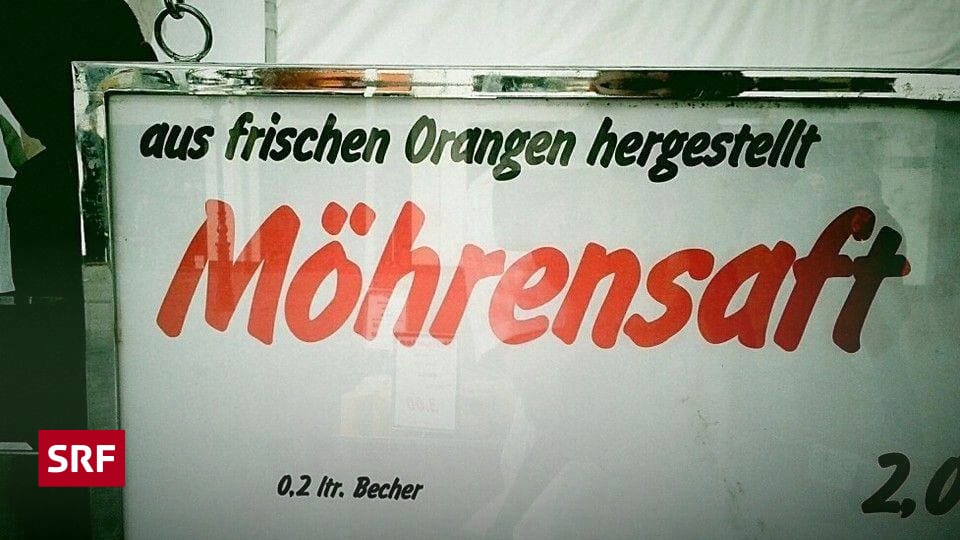 aus frischen Orangen hergestellt
Möhrensaft
SRF
0,2 ltr. Becher
2,0